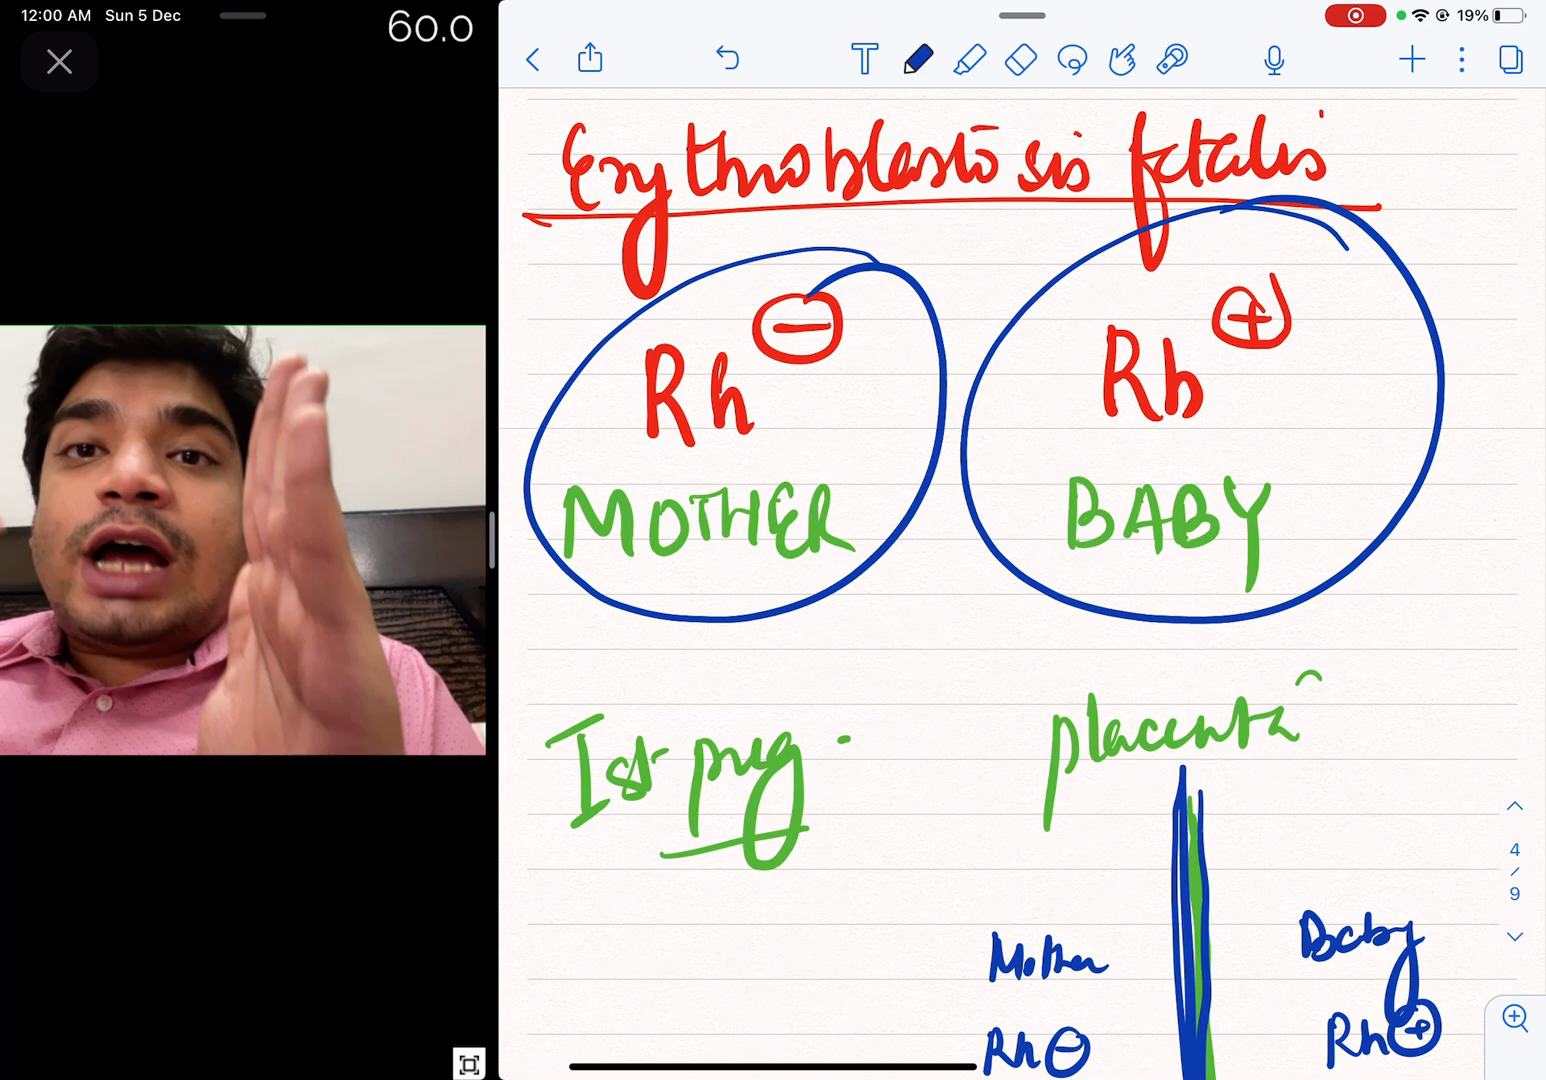 12:00 AM Sun 5 Dec
60.0
19%
T
Erythroblastosis fetalis
Rh - Rh +
MOTHER BABY
Ist preg. placenta
4
/
9
Mother Baby
Rh - Rh +